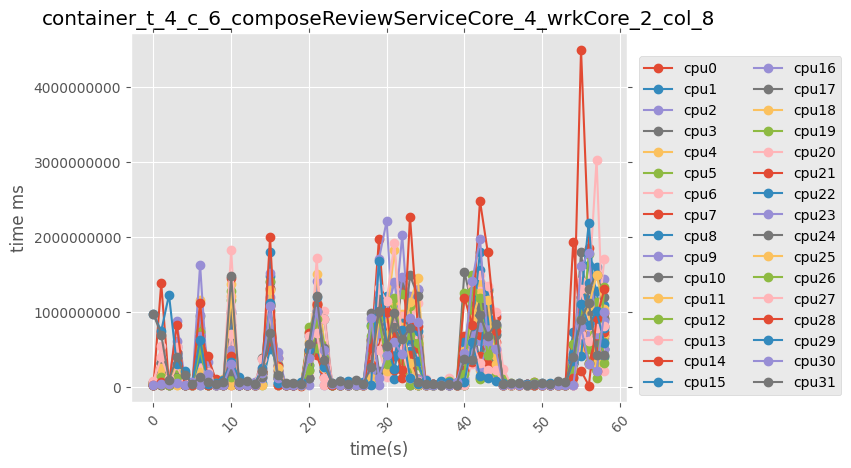 container_t_4_c_6_composeReviewServiceCore_4_wrkCore_2_col_8
time ms
4000000000
3000000000
2000000000
1000000000
0
0
10
20
30
40
50
60
time(s)
cpu0
cpu1
cpu2
cpu3
cpu4
cpu5
cpu6
cpu7
cpu8
cpu9
cpu10
cpu11
cpu12
cpu13
cpu14
cpu15
cpu16
cpu17
cpu18
cpu19
cpu20
cpu21
cpu22
cpu23
cpu24
cpu25
cpu26
cpu27
cpu28
cpu29
cpu30
cpu31